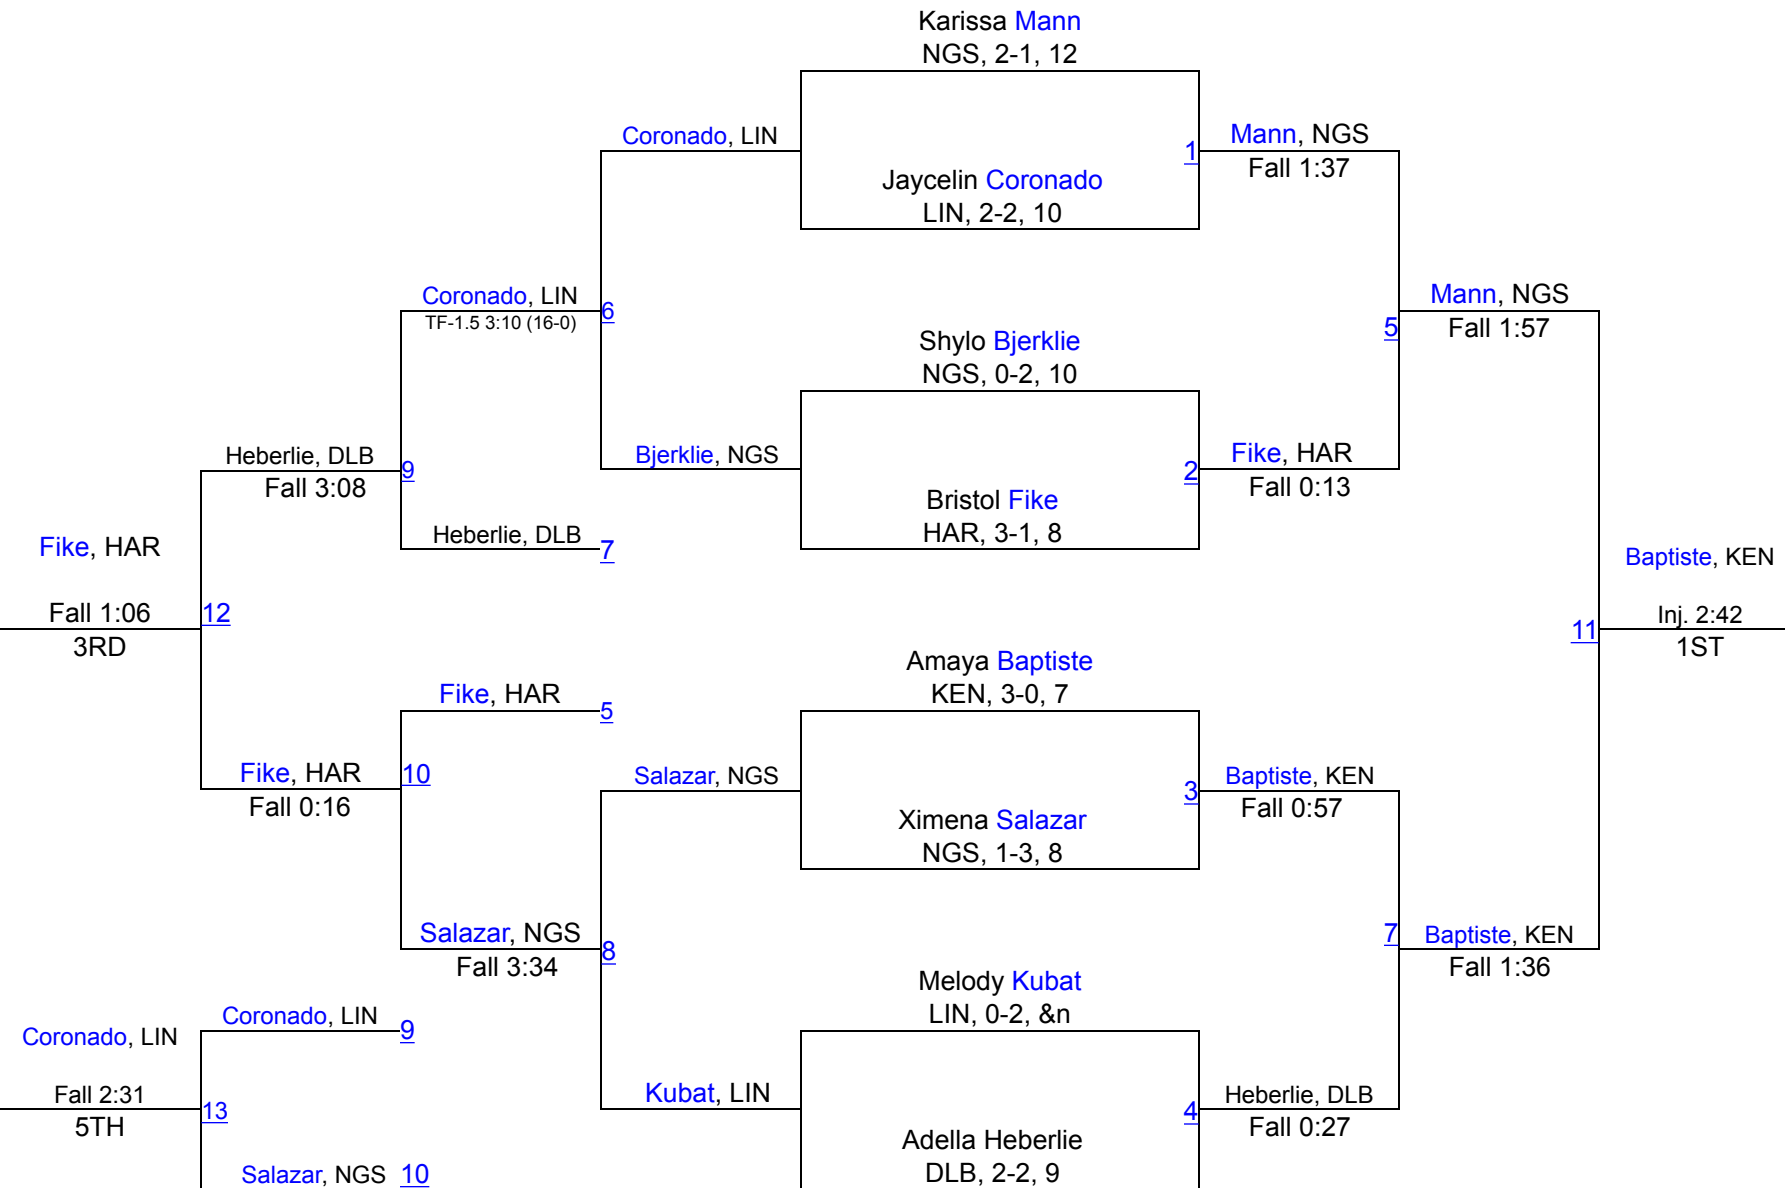 Karissa Mann
NGS, 2-1, 12
Coronado, LIN
1
Mann, NGS
Fall 1:37
Jaycelin Coronado
LIN, 2-2, 10
Coronado, LIN
TF-1.5 3:10 (16-0)
6
Mann, NGS
Fall 1:57
5
Shylo Bjerklie
NGS, 0-2, 10
Heberlie, DLB
Fall 3:08
9
Bjerklie, NGS
2
Fike, HAR
Fall 0:13
Bristol Fike
HAR, 3-1, 8
Heberlie, DLB
7
Fike, HAR
Fall 1:06
3RD
12
Baptiste, KEN
Inj. 2:42
1ST
11
Amaya Baptiste
KEN, 3-0, 7
Fike, HAR
5
Fike, HAR
Fall 0:16
10
Salazar, NGS
3
Baptiste, KEN
Fall 0:57
Ximena Salazar
NGS, 1-3, 8
Salazar, NGS
Fall 3:34
8
7
Baptiste, KEN
Fall 1:36
Melody Kubat
LIN, 0-2, &n
Coronado, LIN
Fall 2:31
5TH
Coronado, LIN
9
13
Kubat, LIN
4
Heberlie, DLB
Fall 0:27
Adella Heberlie
DLB, 2-2, 9
Salazar, NGS
10